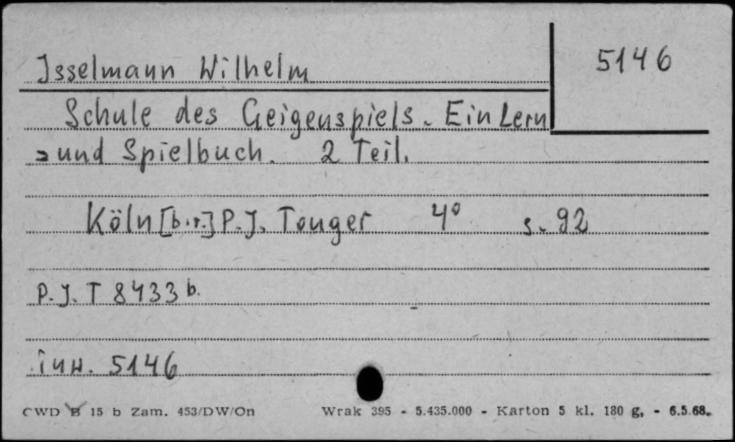 Isselmann Wilhelm
5146
Schule des Geigenspiels. Ein Lern
= und Spielbuch. 2 Teil.
Köln [b.r.] P.J. Tonger 4° s. 92
P.J.T 8433 b.
inw. 5146
CWD B 15 b Zam. 453/DW/On Wrak 395 - 5.435.000 - Karton 5 kl. 180 g. - 6.5.68.